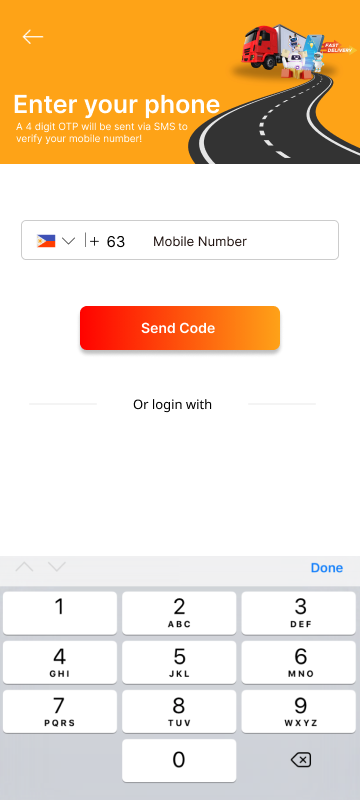 FAST
DELIVERY
Enter your phone
A 4 digit OTP will be sent via SMS to
verify your mobile number!
+ 63 Mobile Number
Send Code
Or login with
Done
1
2
ABC
3
DEF
4
GHI
5
JKL
6
MNO
7
PQRS
8
TUV
9
WXYZ
0